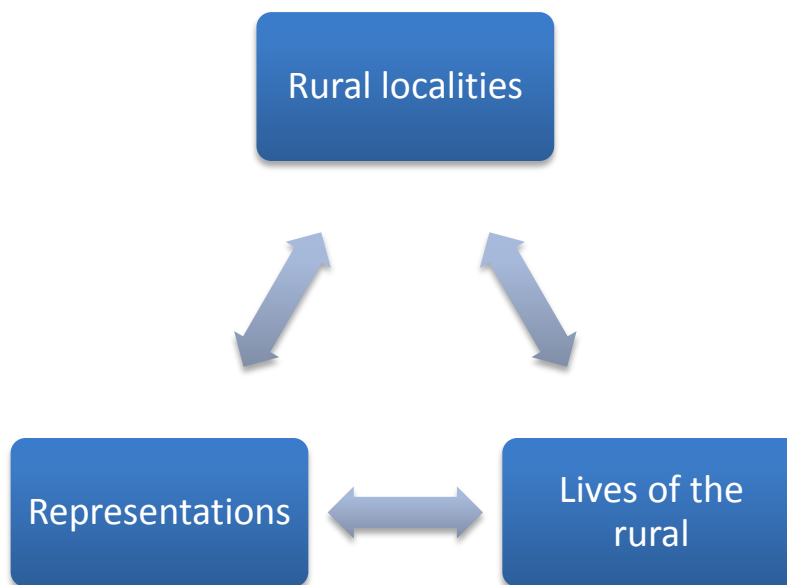 Rural localities
Representations
Lives of the
rural